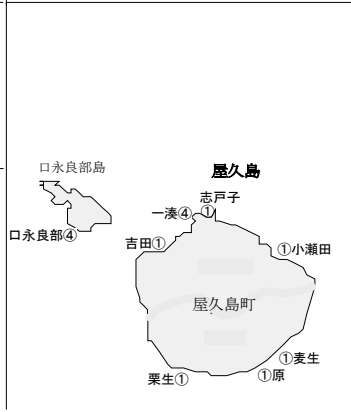 口永良部島
屋久島
志戸子
①
一湊④
口永良部④
吉田①
①小瀬田
屋久島町
①麦生
栗生①
①原